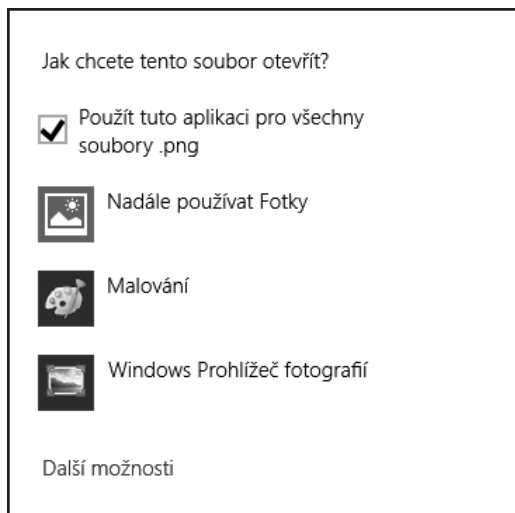 Jak chcete tento soubor otevřít?
Použít tuto aplikaci pro všechny
soubory .png
Nadále používat Fotky
Malování
Windows Prohlížeč fotografií
Další možnosti